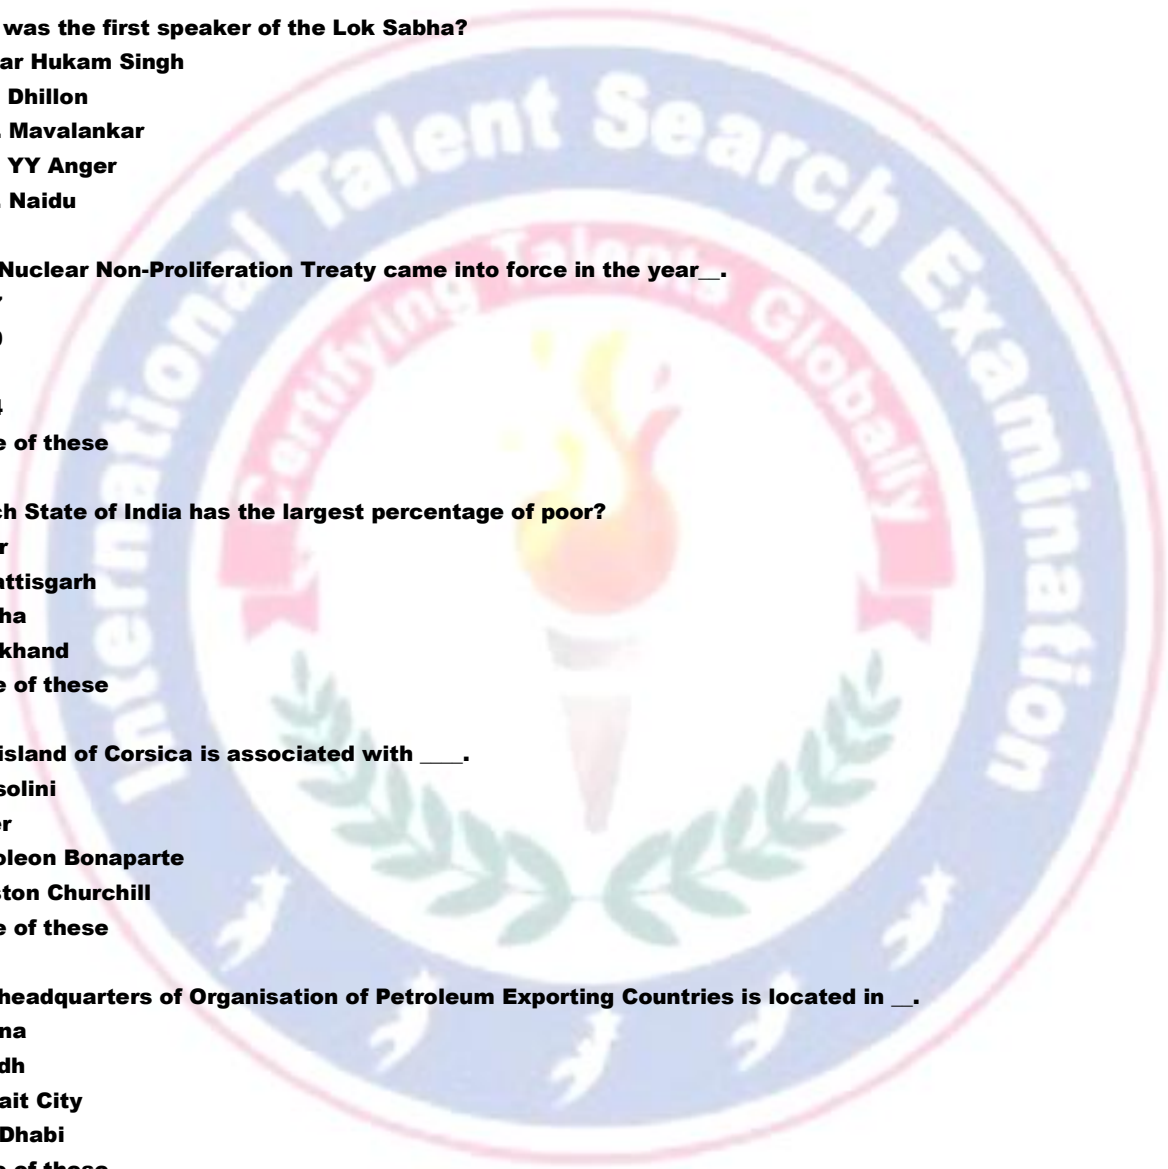 was the first speaker of the Lok Sabha?
ar Hukam Singh
Dhillon
. Mavalankar
YY Anger
. Naidu
Nuclear Non-Proliferation Treaty came into force in the year__.
e of these
ch State of India has the largest percentage of poor?
r
attisgarh
ha
khand
e of these
island of Corsica is associated with ____.
solini
er
oleon Bonaparte
ston Churchill
e of these
headquarters of Organisation of Petroleum Exporting Countries is located in __.
na
dh
ait City
Dhabi
e of these
International Talent Search Examination
Certifying Talents Globally